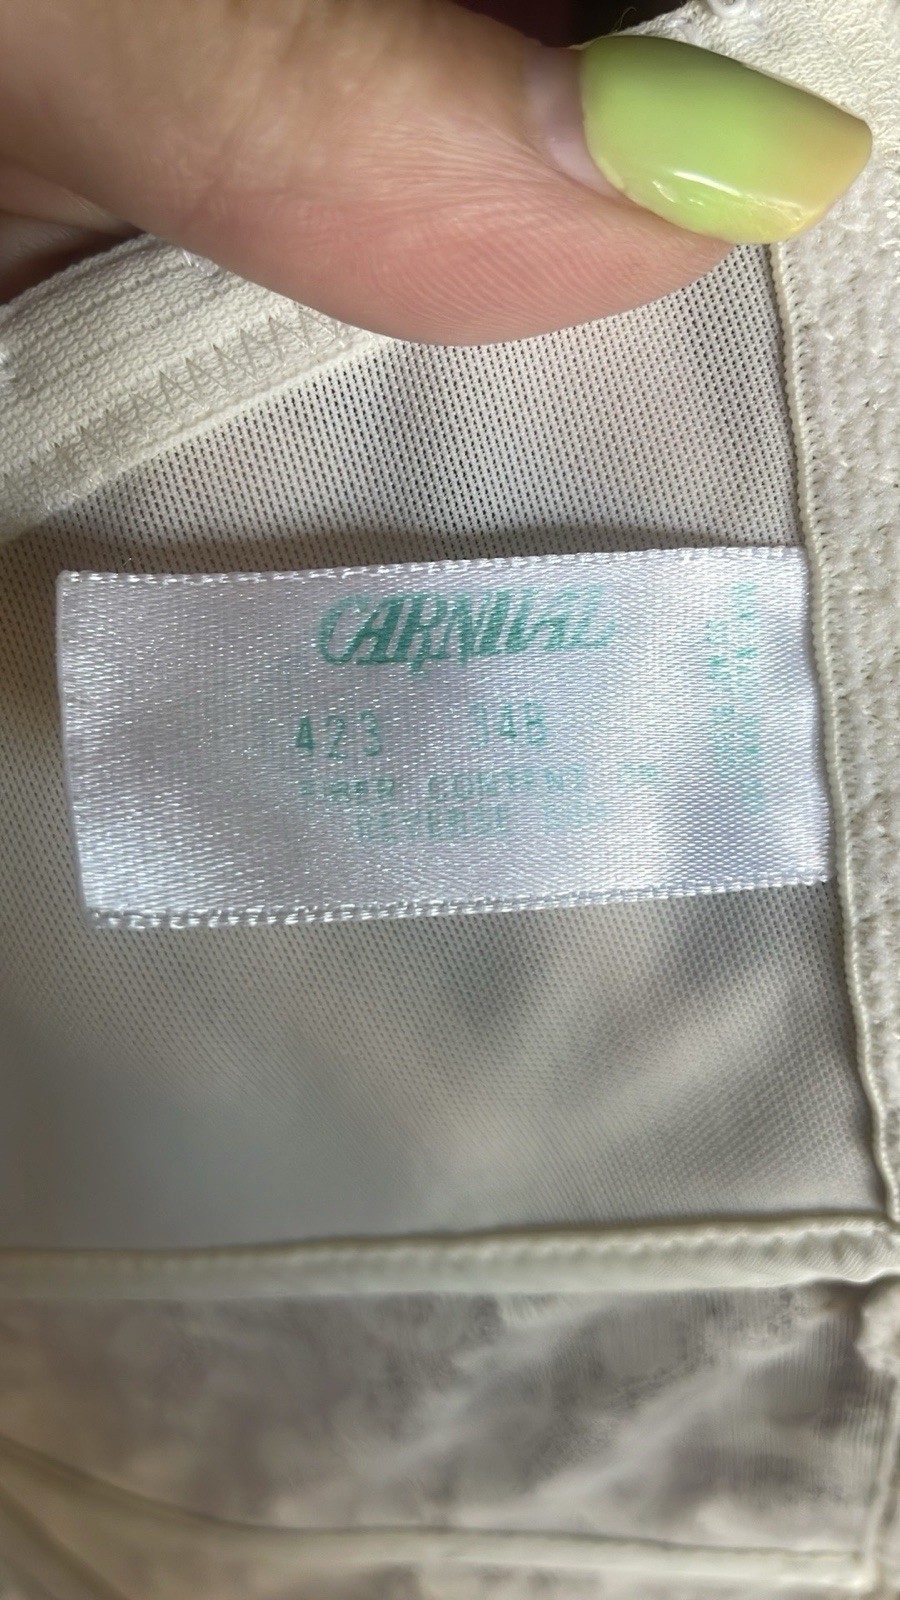 CARNIVAL
423 34B
FIBER CONTENT ON
REVERSE SIDE